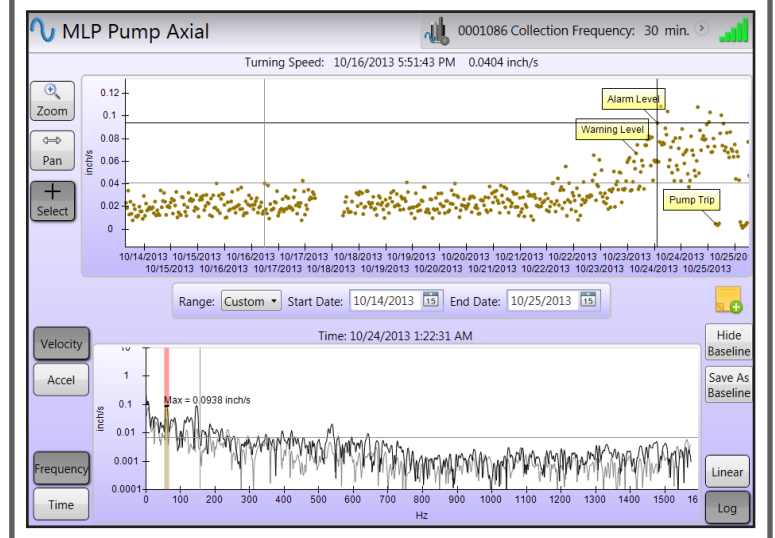 MLP Pump Axial
0001086 Collection Frequency: 30 min.
Turning Speed: 10/16/2013 5:51:43 PM 0.0404 inch/s
Zoom
Pan
Select
inch/s
0.12
0.1
0.08
0.06
0.04
0.02
0
Alarm Level
Warning Level
Pump Trip
10/14/2013 10/15/2013 10/16/2013 10/17/2013 10/18/2013 10/19/2013 10/20/2013 10/21/2013 10/22/2013 10/23/2013 10/24/2013 10/25/20
10/15/2013 10/16/2013 10/17/2013 10/18/2013 10/19/2013 10/20/2013 10/21/2013 10/22/2013 10/23/2013 10/24/2013 10/25/2013
Range: Custom Start Date: 10/14/2013 15 End Date: 10/25/2013 15
Velocity
Accel
Frequency
Time
Time: 10/24/2013 1:22:31 AM
inch/s
10
1
0.1
0.01
0.001
0.0001
Max = 0.0938 inch/s
0 100 200 300 400 500 600 700 800 900 1000 1100 1200 1300 1400 1500 16
Hz
Hide
Baseline
Save As
Baseline
Linear
Log